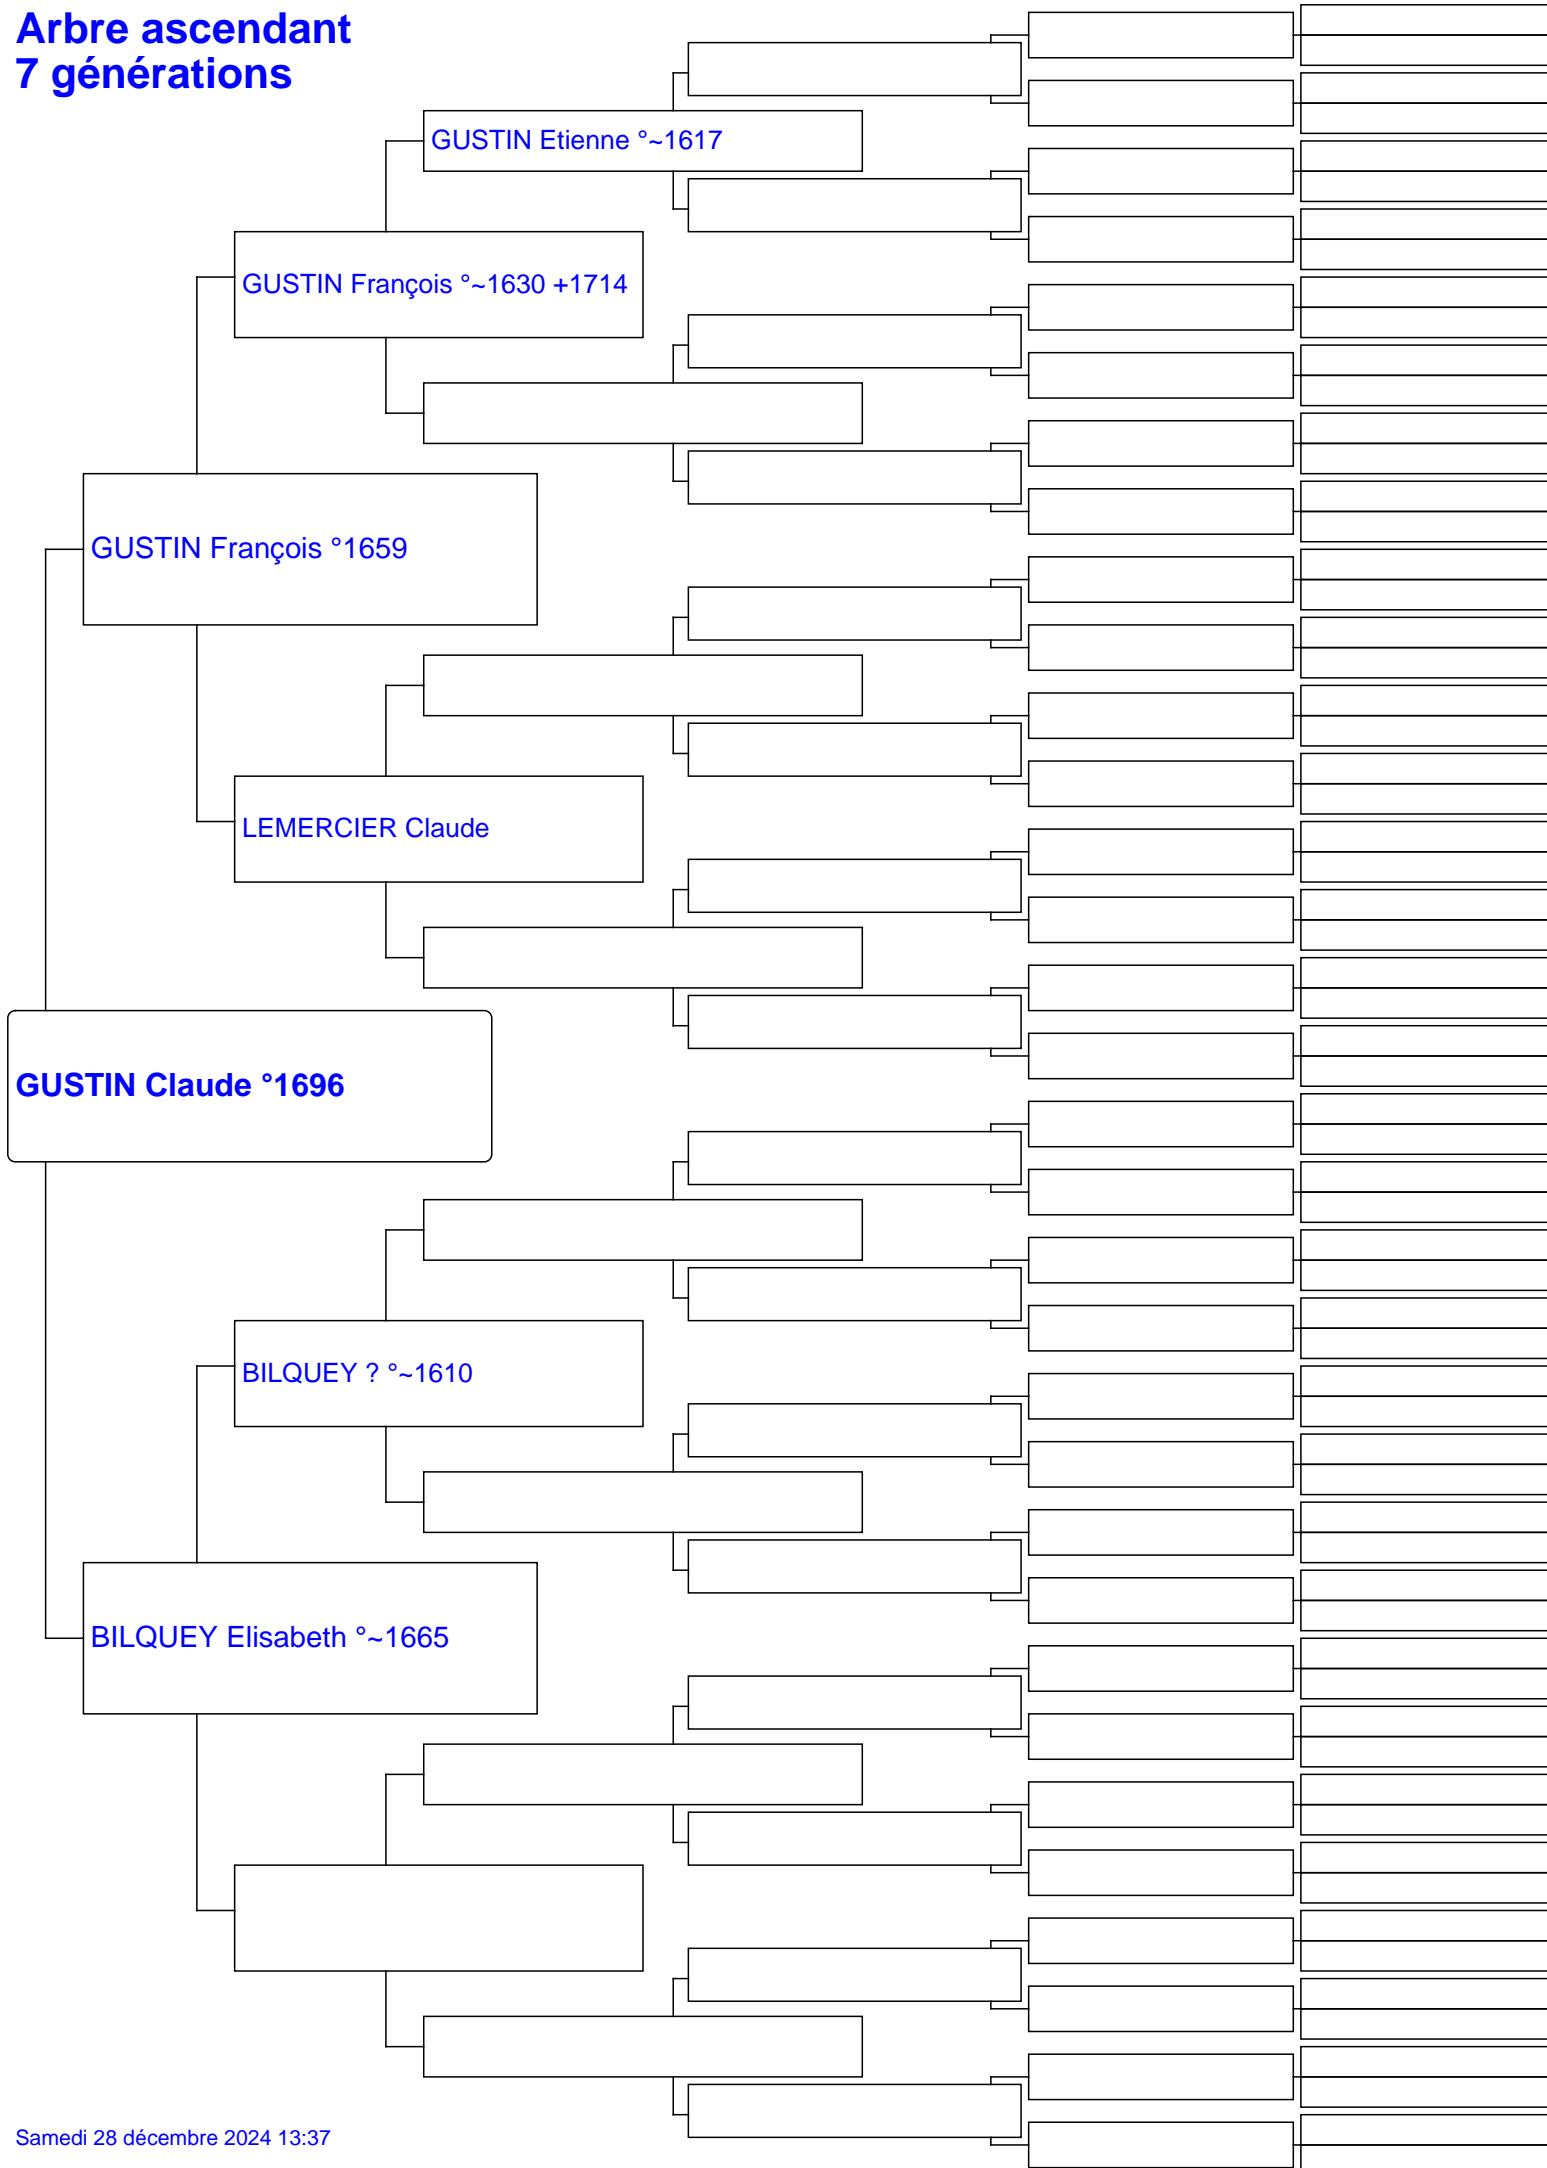 Arbre ascendant
7 générations
GUSTIN Etienne °~1617
GUSTIN François °~1630 +1714
GUSTIN François °1659
LEMERCIER Claude
GUSTIN Claude °1696
BILQUEY ? °~1610
BILQUEY Elisabeth °~1665
Samedi 28 décembre 2024 13:37